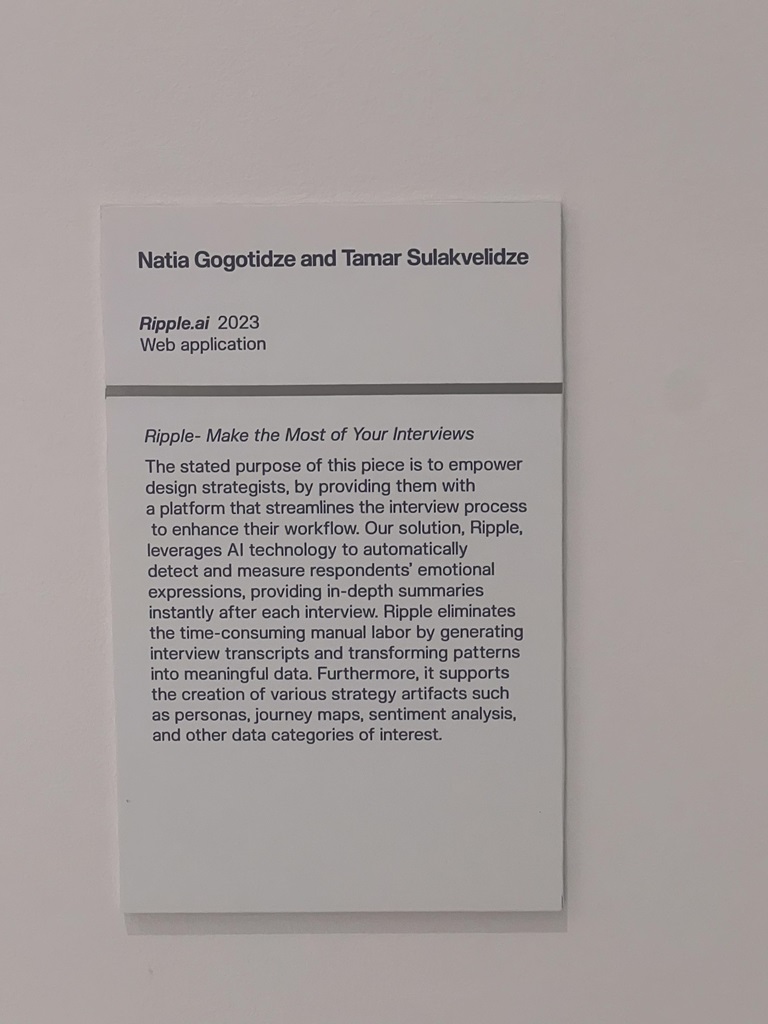 Natia Gogotidze and Tamar Sulakvelidze
Ripple.ai 2023
Web application
Ripple- Make the Most of Your Interviews
The stated purpose of this piece is to empower
design strategists, by providing them with
a platform that streamlines the interview process
to enhance their workflow. Our solution, Ripple,
leverages AI technology to automatically
detect and measure respondents' emotional
expressions, providing in-depth summaries
instantly after each interview. Ripple eliminates
the time-consuming manual labor by generating
interview transcripts and transforming patterns
into meaningful data. Furthermore, it supports
the creation of various strategy artifacts such
as personas, journey maps, sentiment analysis,
and other data categories of interest.